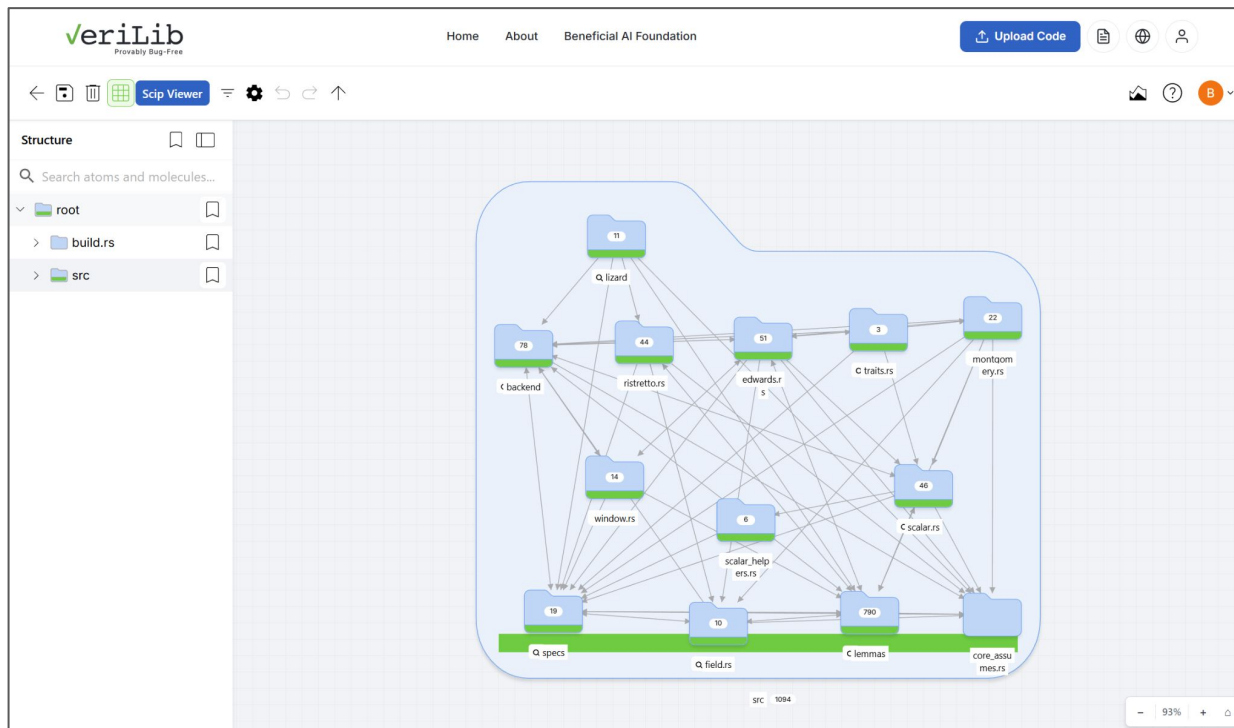 VeriLib
Provably Bug-Free
Home About Beneficial AI Foundation
Upload Code
Scip Viewer
B
Structure
Search atoms and molecules...
root
build.rs
src
11
lizard
78
backend
44
ristretto.rs
51
edwards.r
s
3
traits.rs
22
montgom
ery.rs
14
window.rs
6
scalar_help
ers.rs
46
scalar.rs
19
specs
10
field.rs
790
lemmas
core_assu
mes.rs
src 1094
- 93% +